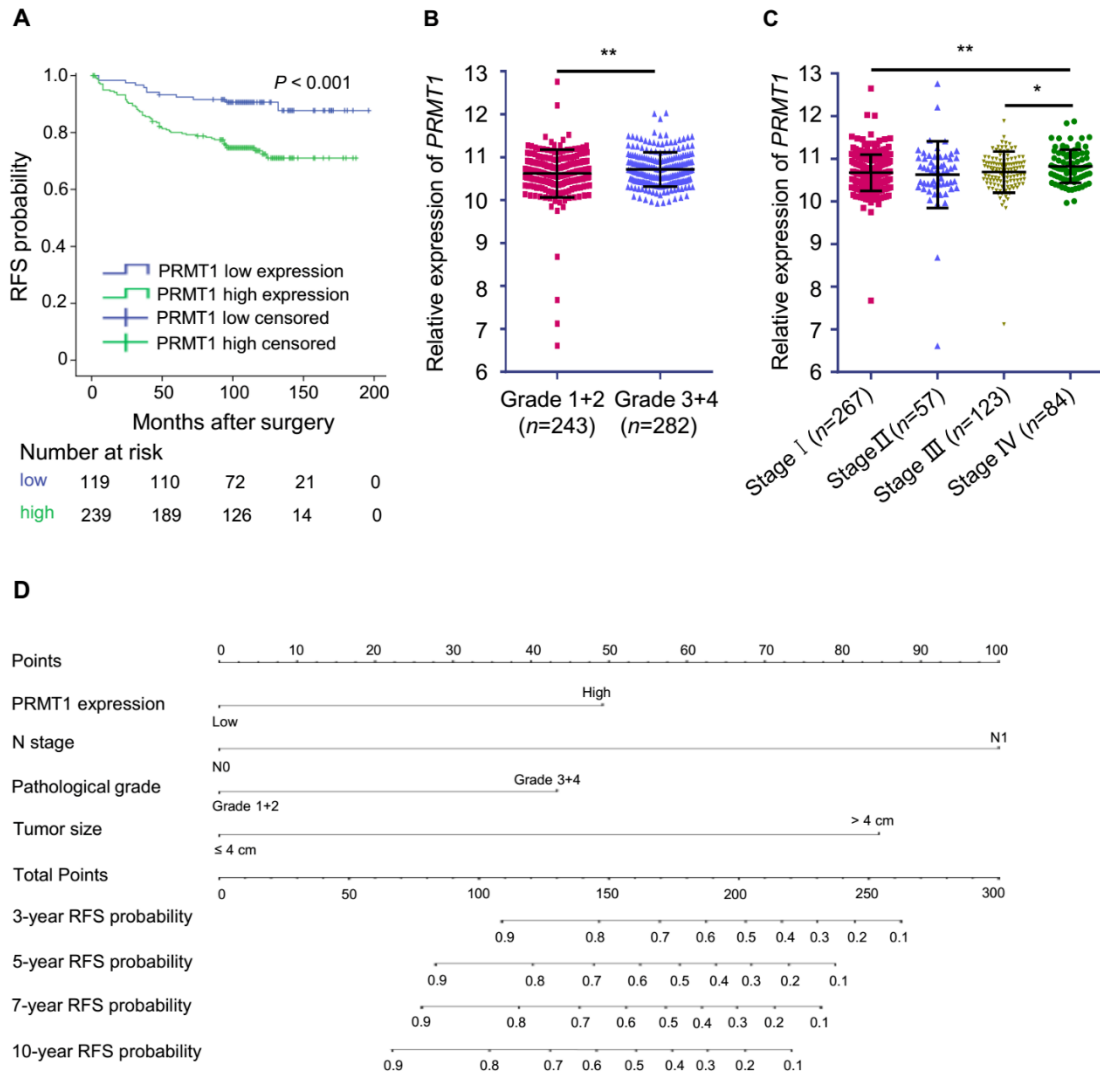 A
RFS probability
1.0
0.8
0.6
0.4
0.2
0
P < 0.001
PRMT1 low expression
PRMT1 high expression
PRMT1 low censored
PRMT1 high censored
0 50 100 150 200
Months after surgery
Number at risk
low 119 110 72 21 0
high 239 189 126 14 0
B
Relative expression of PRMT1
**
13
12
11
10
9
8
7
6
Grade 1+2 Grade 3+4
(n=243) (n=282)
C
Relative expression of PRMT1
**
*
13
12
11
10
9
8
7
6
Stage Ⅰ (n=267)
Stage Ⅱ (n=57)
Stage Ⅲ (n=123)
Stage Ⅳ (n=84)
D
Points 0 10 20 30 40 50 60 70 80 90 100
PRMT1 expression
High
Low
N stage
N1
N0
Pathological grade
Grade 3+4
Grade 1+2
Tumor size
> 4 cm
≤ 4 cm
Total Points 0 50 100 150 200 250 300
3-year RFS probability
0.9 0.8 0.7 0.6 0.5 0.4 0.3 0.2 0.1
5-year RFS probability
0.9 0.8 0.7 0.6 0.5 0.4 0.3 0.2 0.1
7-year RFS probability
0.9 0.8 0.7 0.6 0.5 0.4 0.3 0.2 0.1
10-year RFS probability
0.9 0.8 0.7 0.6 0.5 0.4 0.3 0.2 0.1